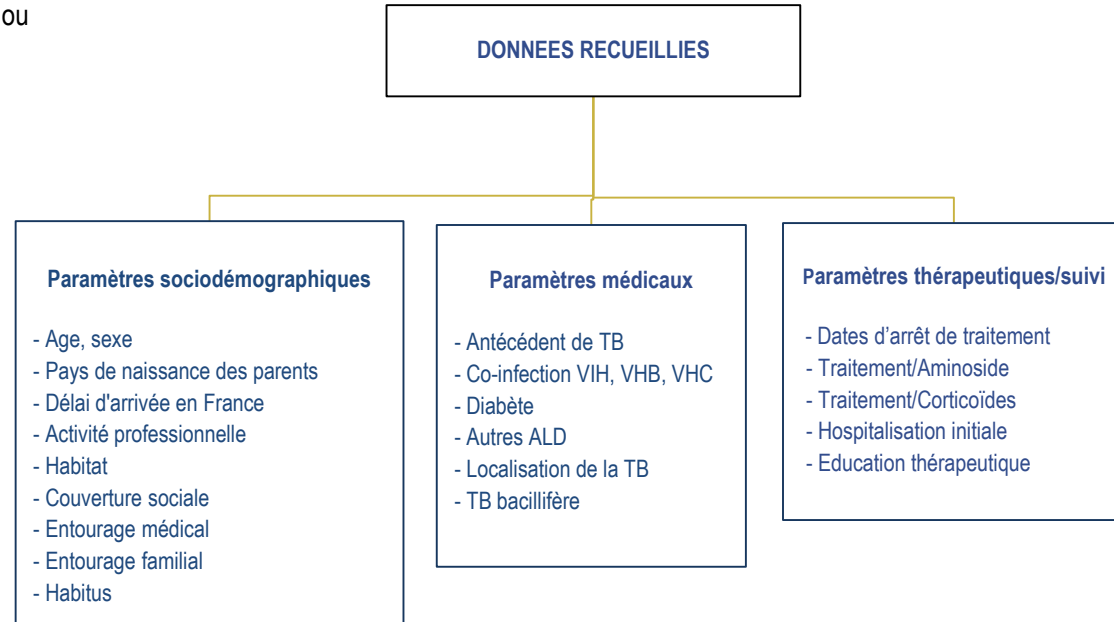 ou
DONNEES RECUEILLIES
Paramètres sociodémographiques
- Age, sexe
- Pays de naissance des parents
- Délai d'arrivée en France
- Activité professionnelle
- Habitat
- Couverture sociale
- Entourage médical
- Entourage familial
- Habitus
Paramètres médicaux
- Antécédent de TB
- Co-infection VIH, VHB, VHC
- Diabète
- Autres ALD
- Localisation de la TB
- TB bacillifère
Paramètres thérapeutiques/suivi
- Dates d’arrêt de traitement
- Traitement/Aminoside
- Traitement/Corticoïdes
- Hospitalisation initiale
- Education thérapeutique